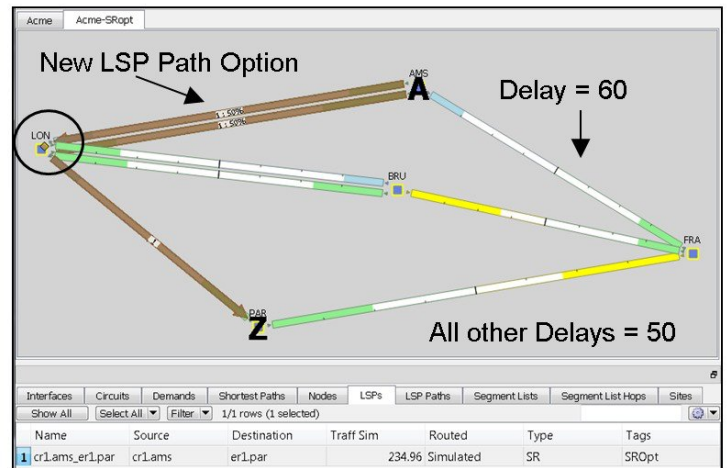 Acme Acme-SRopt
New LSP Path Option
AMS
A
Delay = 60
1 : 50%
1 : 50%
LON
BRU
FRA
PAR
Z
All other Delays = 50
Interfaces Circuits Demands Shortest Paths Nodes LSPs LSP Paths Segment Lists Segment List Hops Sites
Show All Select All Filter 1/1 rows (1 selected)
Name Source Destination Traff Sim Routed Type Tags
1 cr1.ams_er1.par cr1.ams er1.par 234.96 Simulated SR SROpt